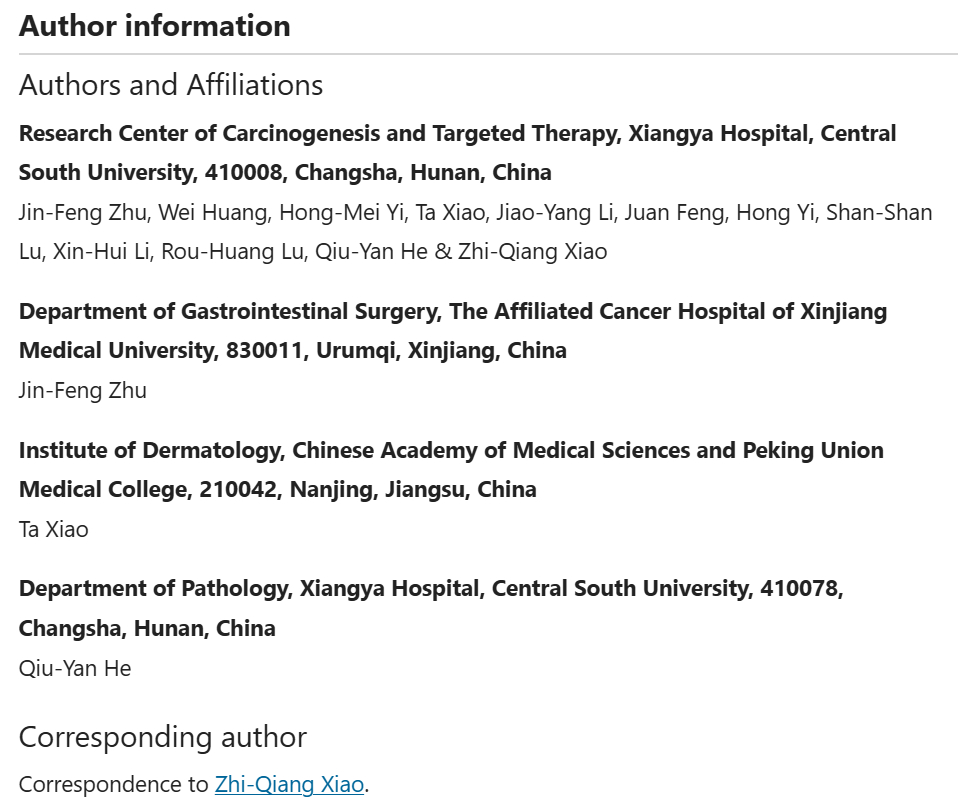 Author information
Authors and Affiliations
Research Center of Carcinogenesis and Targeted Therapy, Xiangya Hospital, Central
South University, 410008, Changsha, Hunan, China
Jin-Feng Zhu, Wei Huang, Hong-Mei Yi, Ta Xiao, Jiao-Yang Li, Juan Feng, Hong Yi, Shan-Shan
Lu, Xin-Hui Li, Rou-Huang Lu, Qiu-Yan He & Zhi-Qiang Xiao
Department of Gastrointestinal Surgery, The Affiliated Cancer Hospital of Xinjiang
Medical University, 830011, Urumqi, Xinjiang, China
Jin-Feng Zhu
Institute of Dermatology, Chinese Academy of Medical Sciences and Peking Union
Medical College, 210042, Nanjing, Jiangsu, China
Ta Xiao
Department of Pathology, Xiangya Hospital, Central South University, 410078,
Changsha, Hunan, China
Qiu-Yan He
Corresponding author
Correspondence to Zhi-Qiang Xiao.